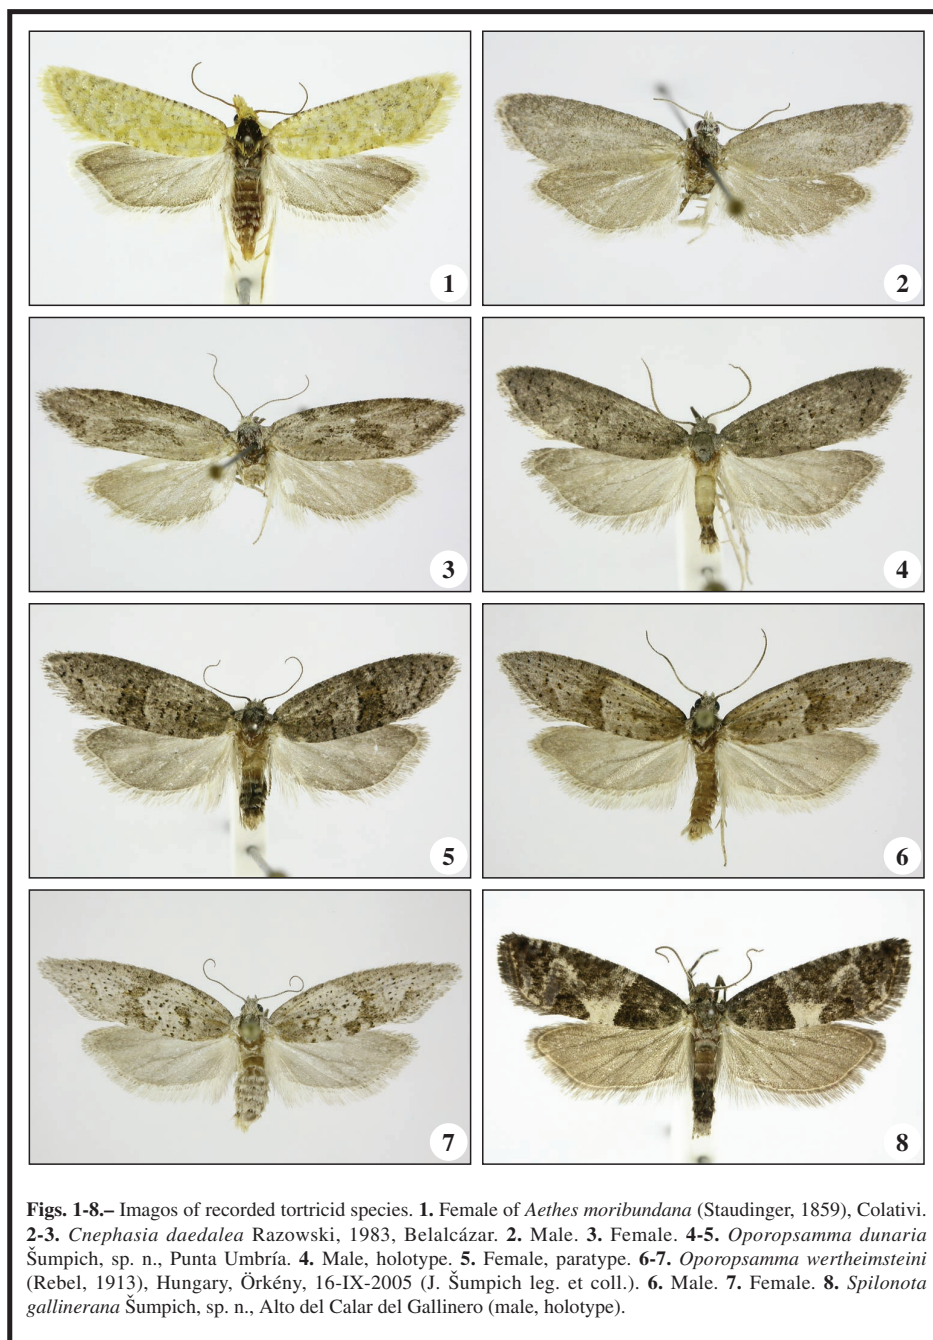 1
2
3
4
5
6
7
8
Figs. 1-8.– Imagos of recorded tortricid species. 1. Female of Aethes moribundana (Staudinger, 1859), Colativi.
2-3. Cnephasia daedalea Razowski, 1983, Belalcázar. 2. Male. 3. Female. 4-5. Oporopsamma dunaria
Šumpich, sp. n., Punta Umbría. 4. Male, holotype. 5. Female, paratype. 6-7. Oporopsamma wertheimsteini
(Rebel, 1913), Hungary, Örkény, 16-IX-2005 (J. Šumpich leg. et coll.). 6. Male. 7. Female. 8. Spilonota
gallinerana Šumpich, sp. n., Alto del Calar del Gallinero (male, holotype).